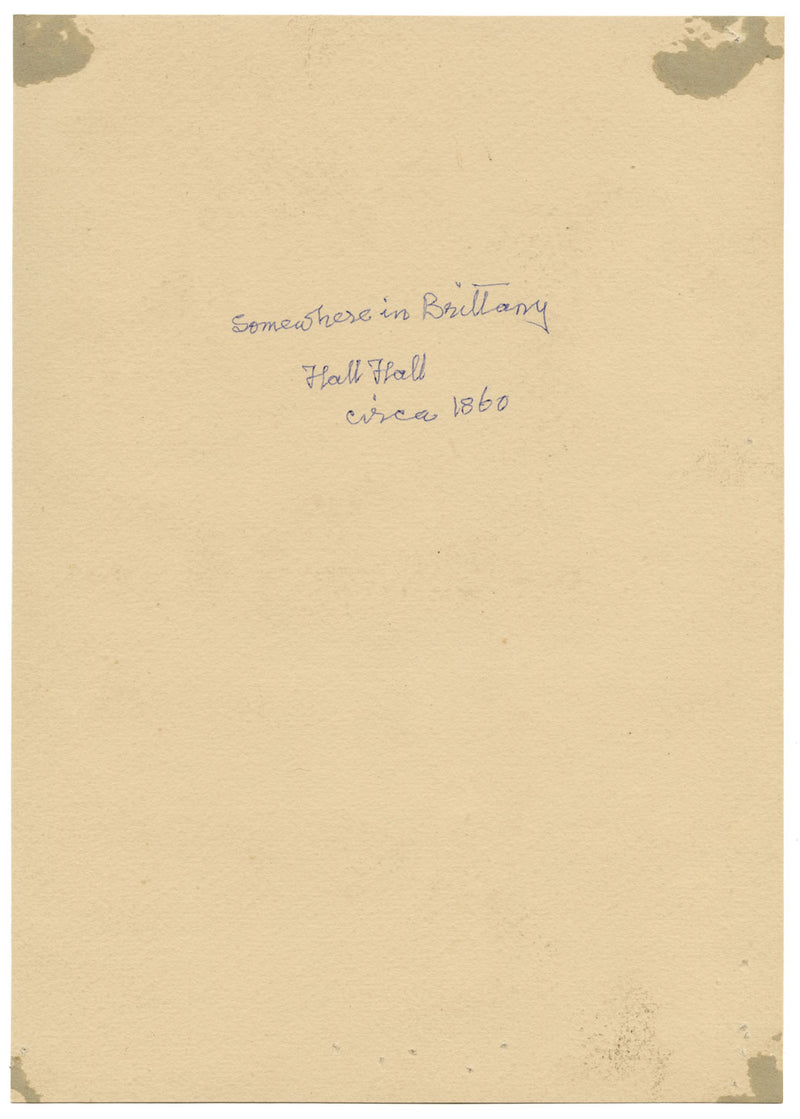 Somewhere in Brittany
Hall Hall
circa 1860